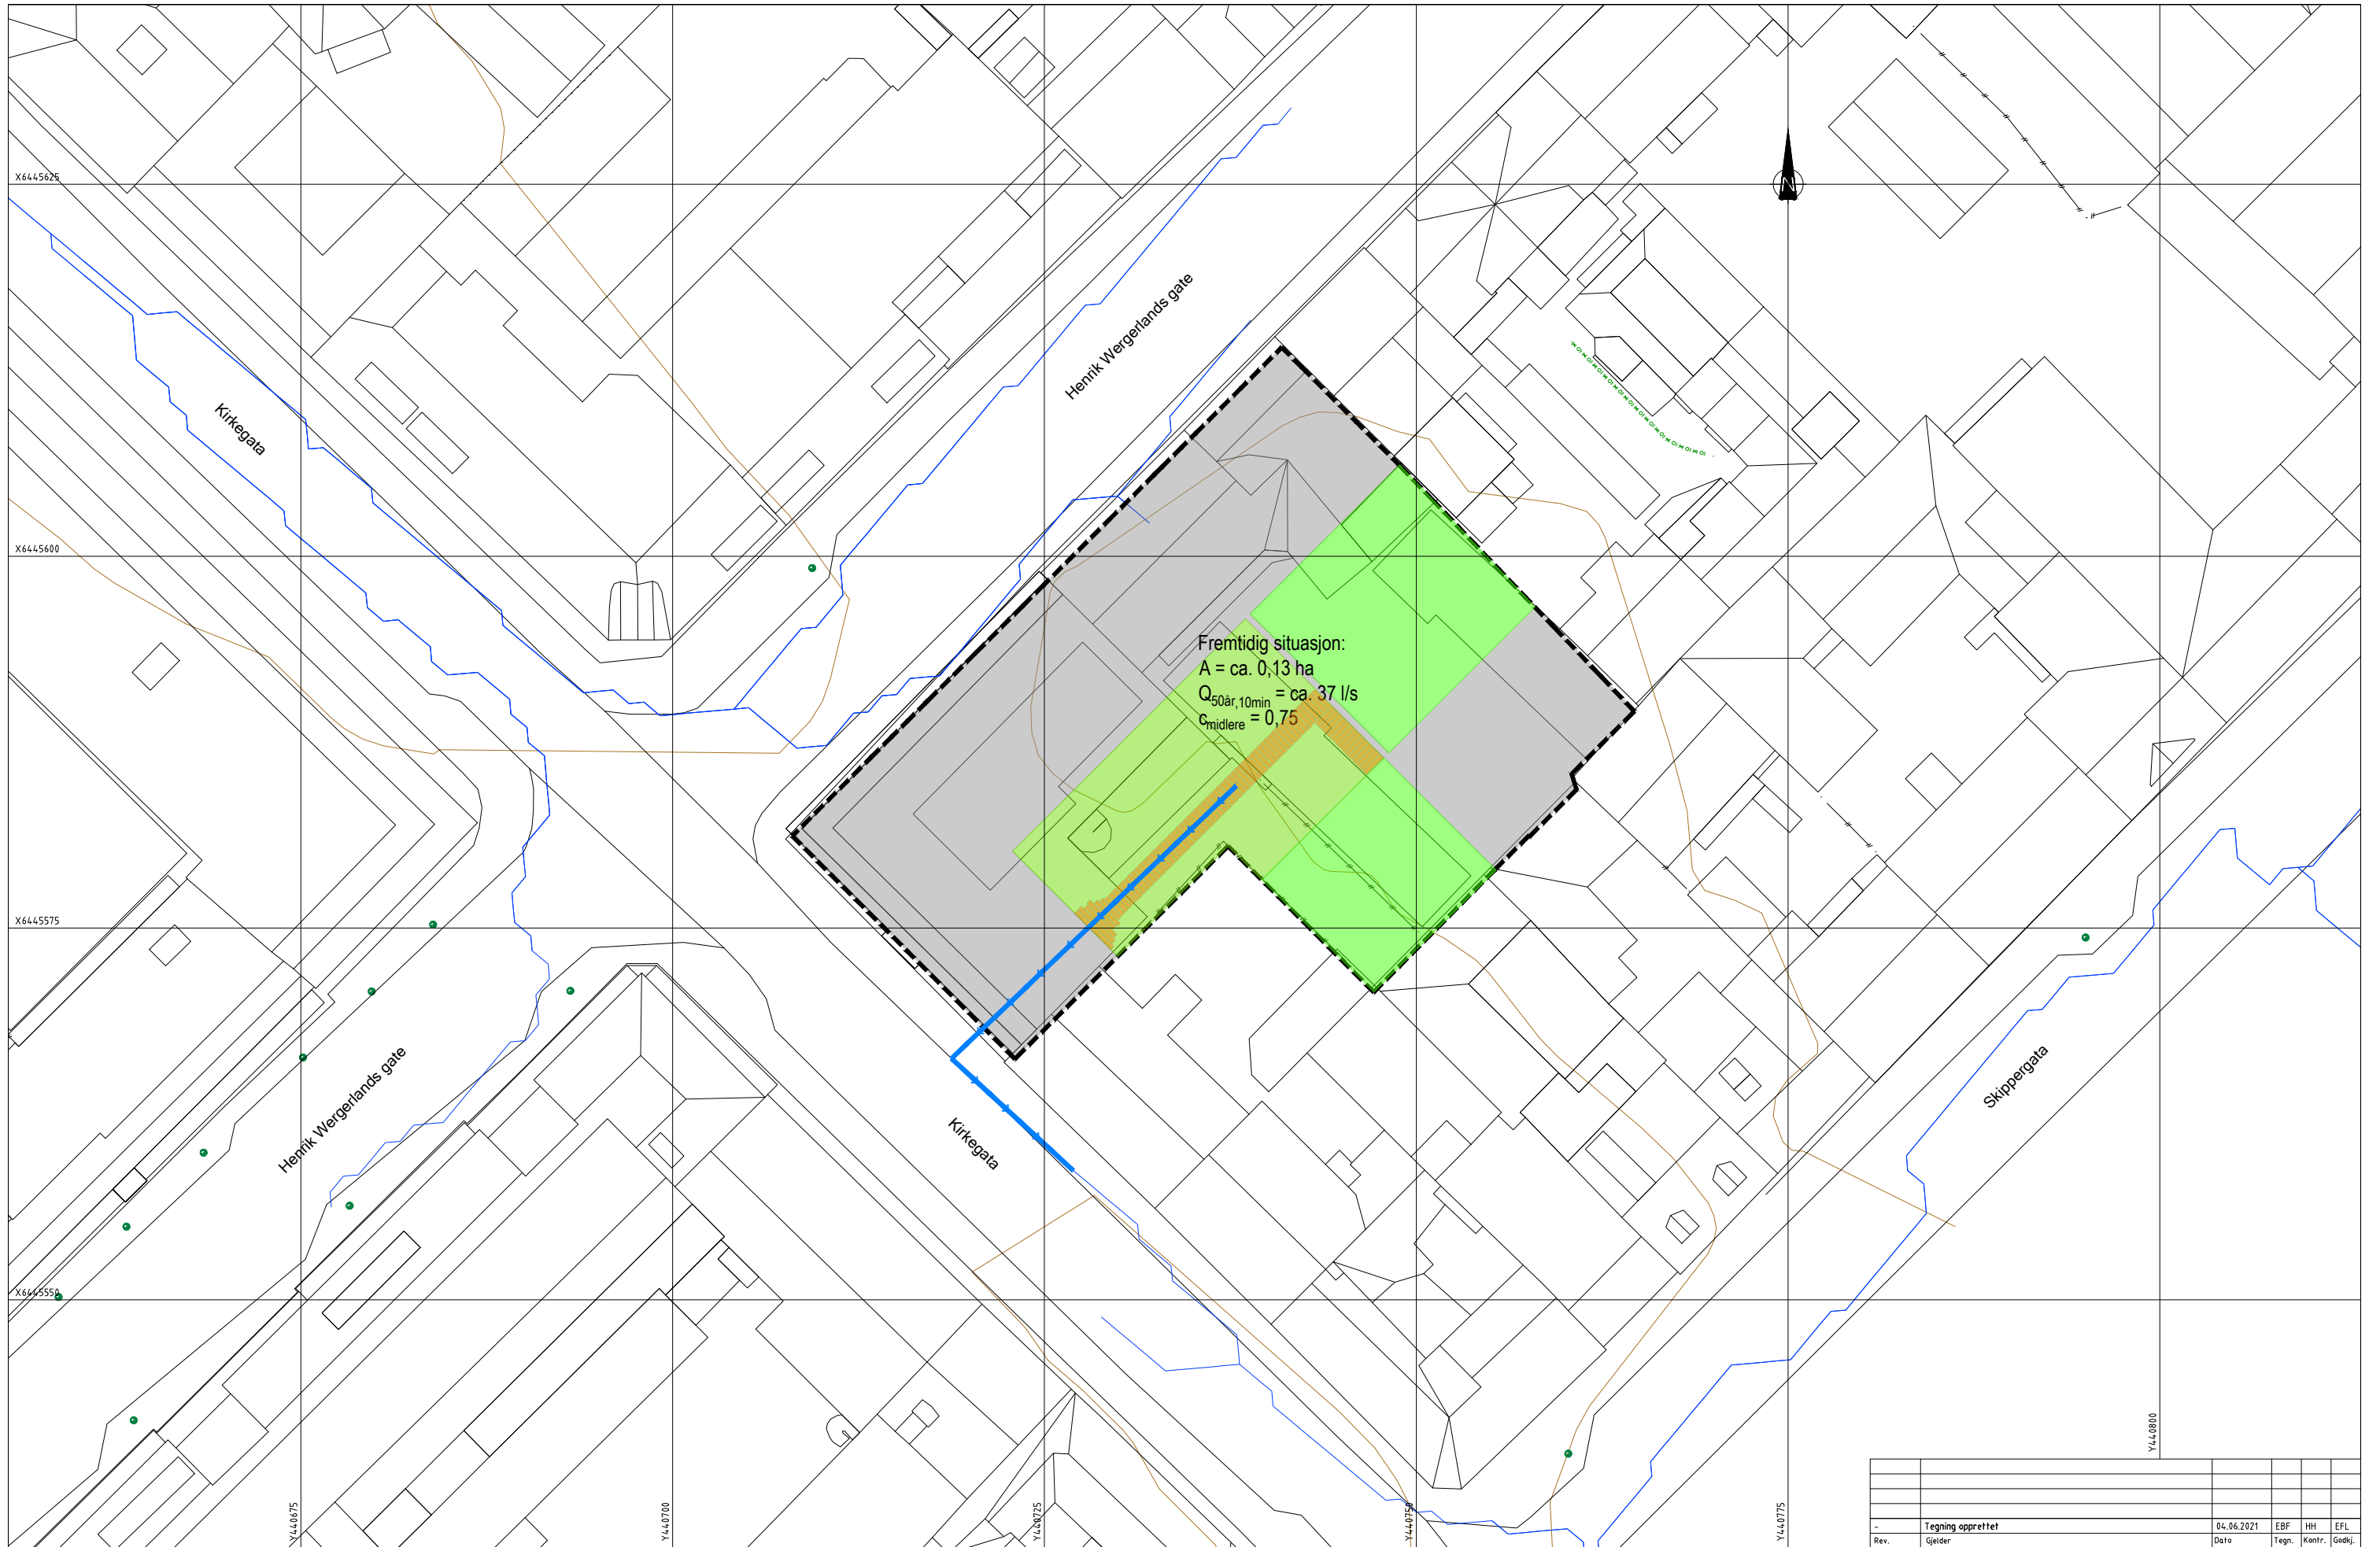 X6445625
N
Henrik Wergerlands gate
Kirkegata
X6445600
Fremtidig situasjon:
A = ca. 0,13 ha
Q50år,10min = ca. 37 l/s
cmidlere = 0,75
X6445575
Henrik Wergerlands gate
Kirkegata
Skippergata
X6445550
Y440675
Y440700
Y440725
Y440750
Y440775
Y440800
- Tegning opprettet 04.06.2021 EBF HH EFL
Rev. Gjelder Dato Tegn. Kontr. Godkj.